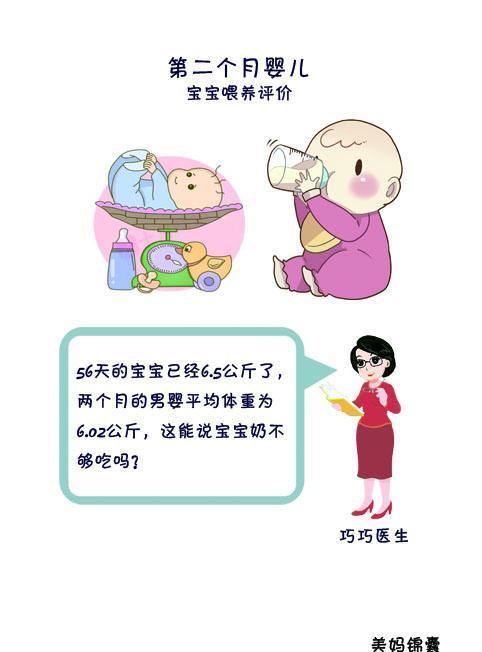 第二个月婴儿
宝宝喂养评价
56天的宝宝已经6.5公斤了，
两个月的男婴平均体重为
6.02公斤，这能说宝宝奶不
够吃吗？
巧巧医生
美妈锦囊